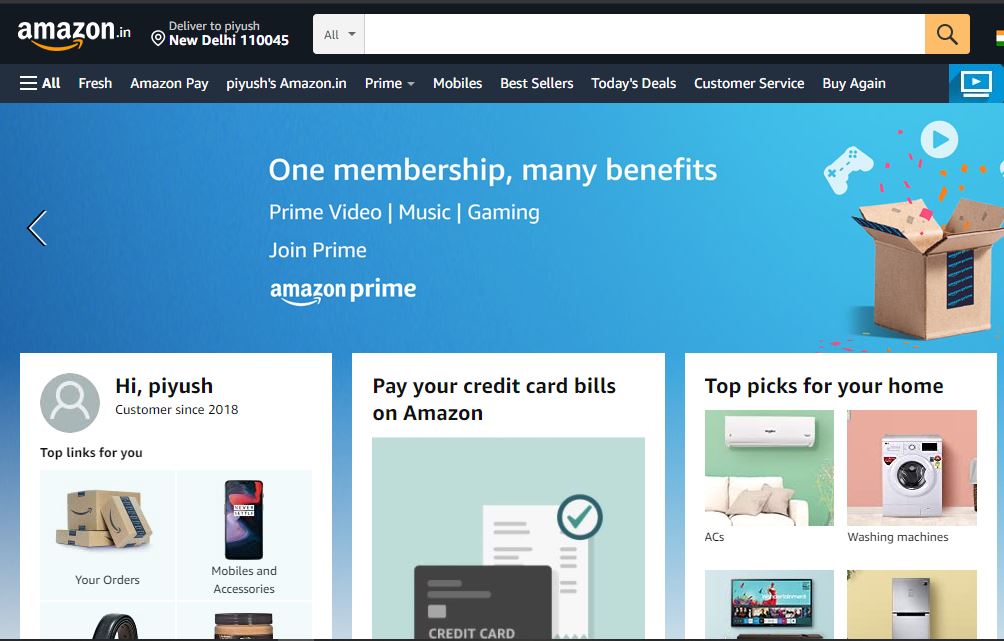 amazon.in
Deliver to piyush
New Delhi 110045
All
All Fresh Amazon Pay piyush's Amazon.in Prime Mobiles Best Sellers Today's Deals Customer Service Buy Again
One membership, many benefits
Prime Video | Music | Gaming
Join Prime
amazon prime
Hi, piyush
Customer since 2018
Top links for you
Your Orders
NEVER
SETTLE
Mobiles and
Accessories
Pay your credit card bills
on Amazon
CREDIT CARD
Top picks for your home
ACs
Washing machines